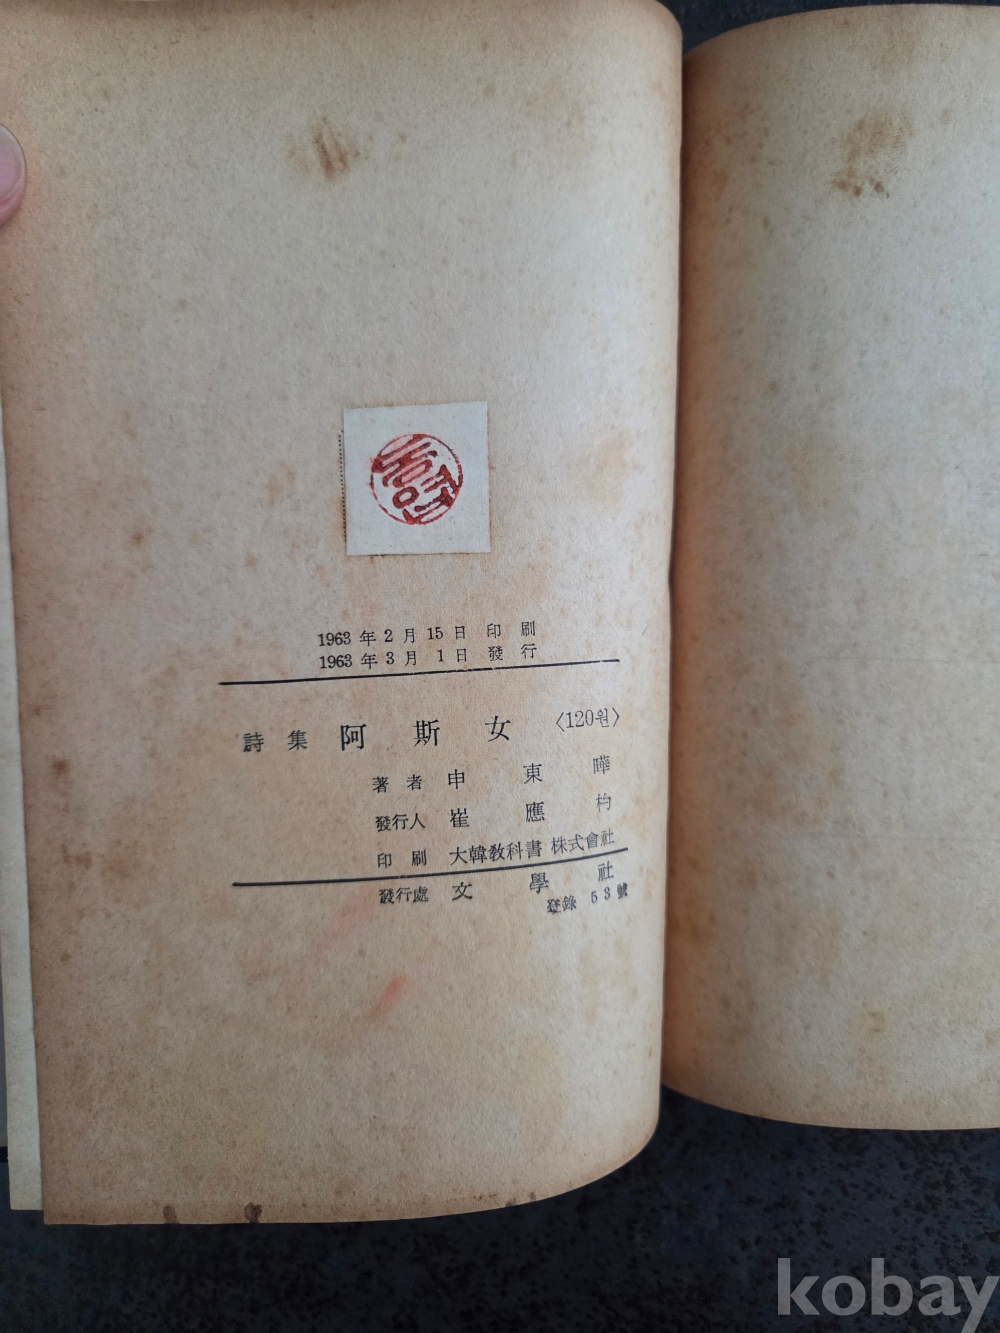 1963 年 2 月 15 日 印 刷
1963 年 3 月 1 日 發 行
詩 集 阿 斯 女 〈120원〉
著 者 申 東 曄
發行人 崔 應 杓
印 刷 大韓教科書 株式會社
發行處 文 學 社
登錄 53 號
kobay